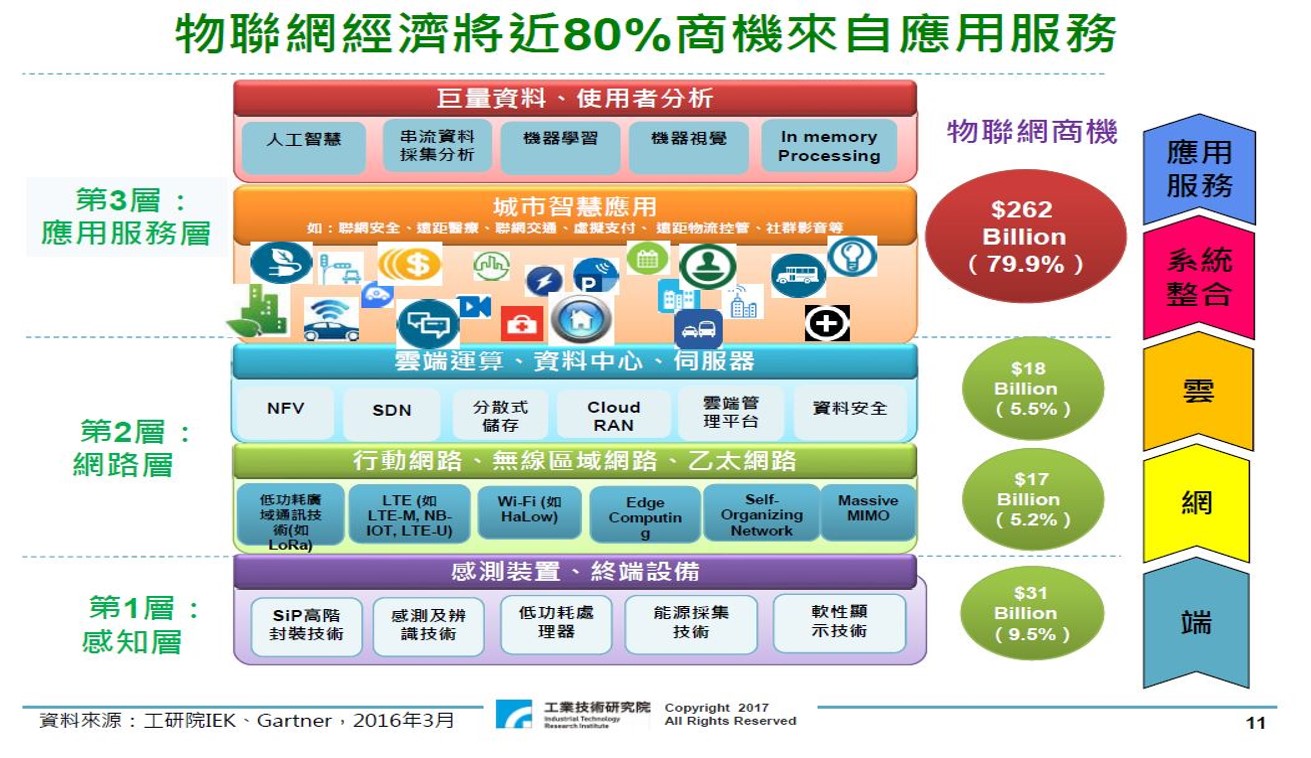 物聯網經濟將近80%商機來自應用服務
第3層：
應用服務層
巨量資料、使用者分析
人工智慧
串流資料
採集分析
機器學習
機器視覺
In memory
Processing
城市智慧應用
如：聯網安全、遠距醫療、聯網交通、虛擬支付、遠距物流控管、社群影音等
P
物聯網商機
$262
Billion
（79.9%）
應用
服務
系統
整合
第2層：
網路層
雲端運算、資料中心、伺服器
NFV
SDN
分散式
儲存
Cloud
RAN
雲端管
理平台
資料安全
$18
Billion
（5.5%）
雲
行動網路、無線區域網路、乙太網路
低功耗廣
域通訊技
術(如
LoRa)
LTE (如
LTE-M, NB-
IOT, LTE-U)
Wi-Fi (如
HaLow)
Edge
Computin
g
Self-
Organizing
Network
Massive
MIMO
$17
Billion
（5.2%）
網
第1層：
感知層
感測裝置、終端設備
SiP高階
封裝技術
感測及辨
識技術
低功耗處
理器
能源採集
技術
軟性顯
示技術
$31
Billion
（9.5%）
端
資料來源：工研院IEK、Gartner，2016年3月
工業技術研究院
Industrial Technology
Research Institute
Copyright 2017
All Rights Reserved
11